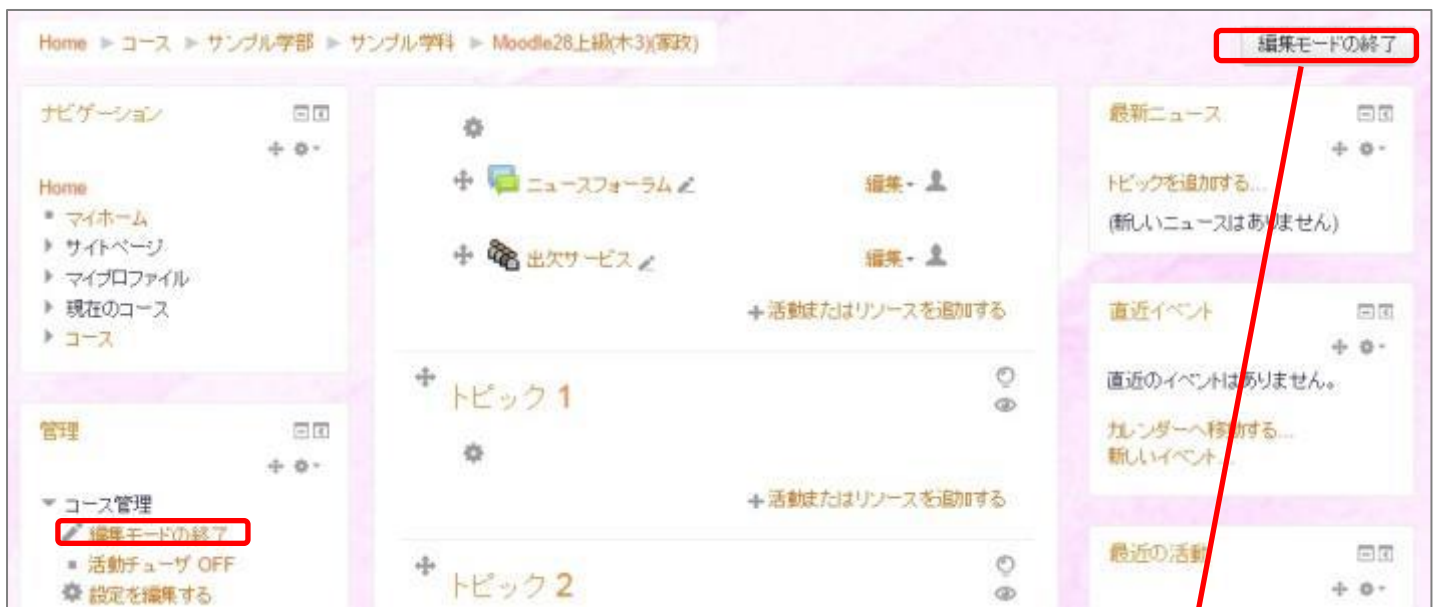 Home ▶ コース ▶ サンプル学部 ▶ サンプル学科 ▶ Moodle28上級(木3)(家政)
編集モードの終了
ナビゲーション
Home
マイホーム
サイトページ
マイプロファイル
現在のコース
コース
管理
コース管理
編集モードの終了
活動チューザ OFF
設定を編集する
ニュースフォーラム
編集
出欠サービス
編集
+活動またはリソースを追加する
トピック 1
+活動またはリソースを追加する
トピック 2
最新ニュース
トピックを追加する...
(新しいニュースはありません)
直近イベント
直近のイベントはありません。
カレンダーへ移動する...
新しいイベント...
最近の活動